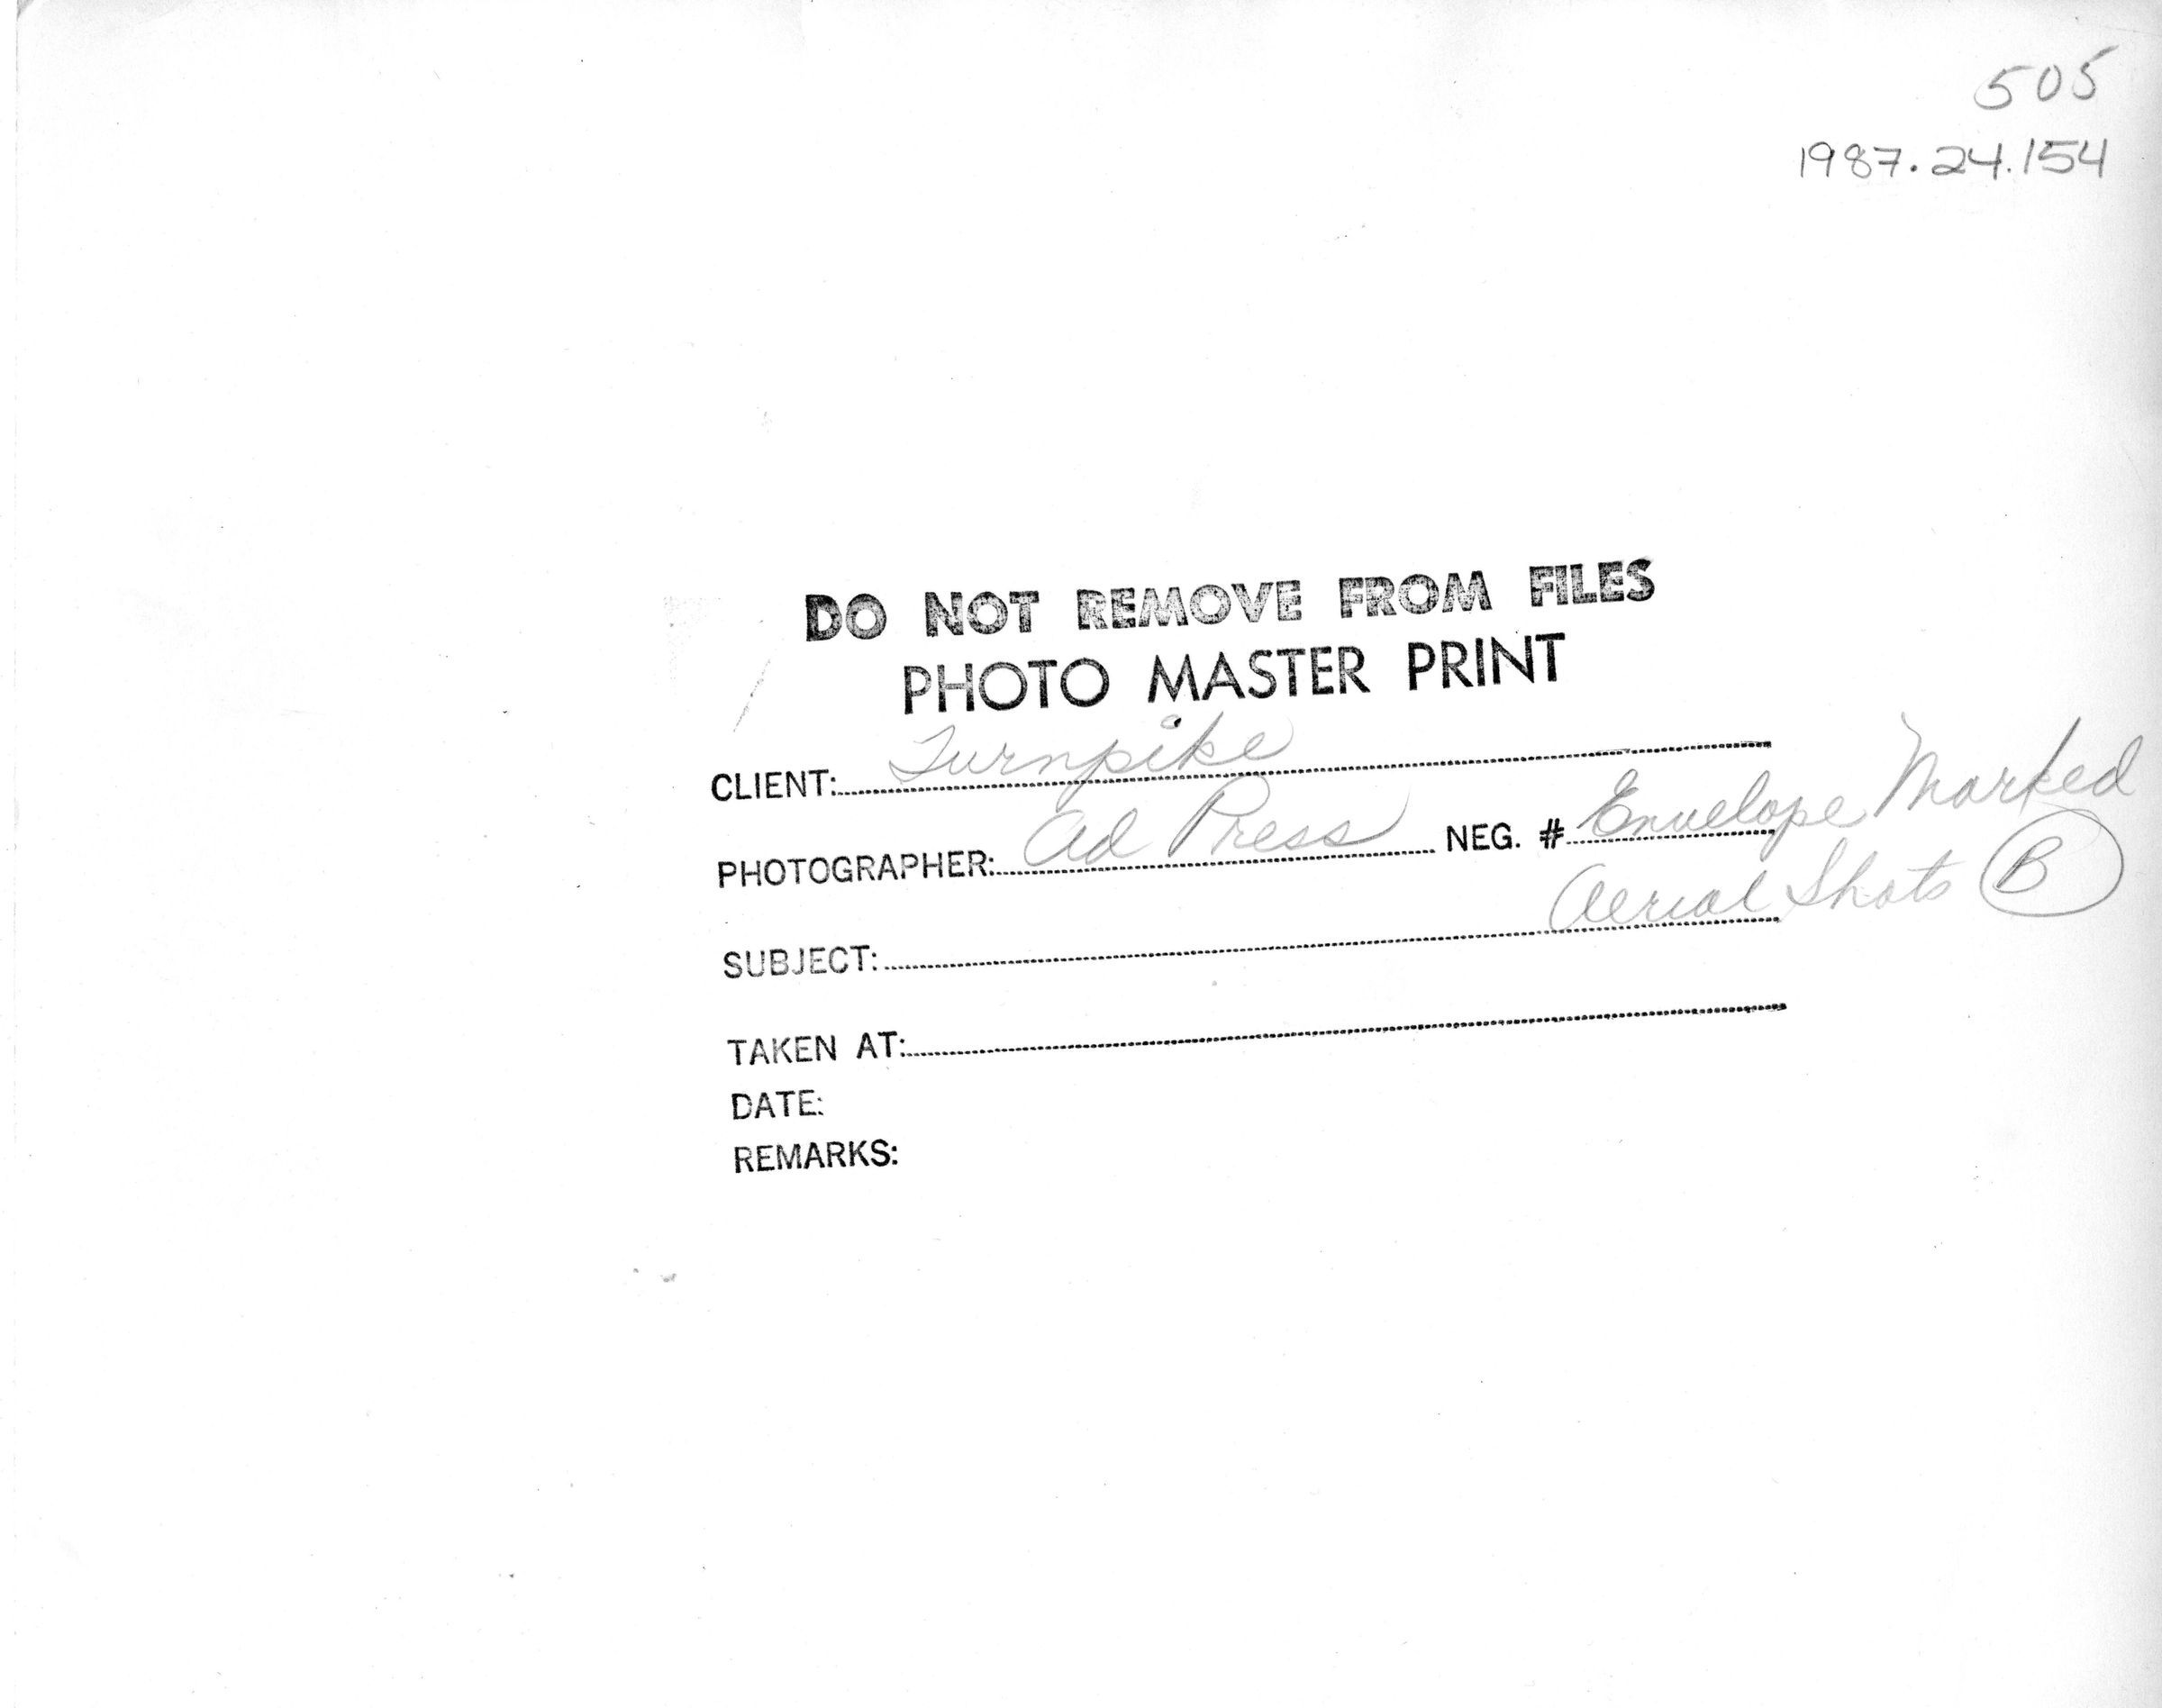 505
1987.24.154
DO NOT REMOVE FROM FILES
PHOTO MASTER PRINT
CLIENT: Turnpike
PHOTOGRAPHER: Ad Press NEG. # Envelope Marked
Aerial Shots B
SUBJECT:
TAKEN AT:
DATE:
REMARKS: